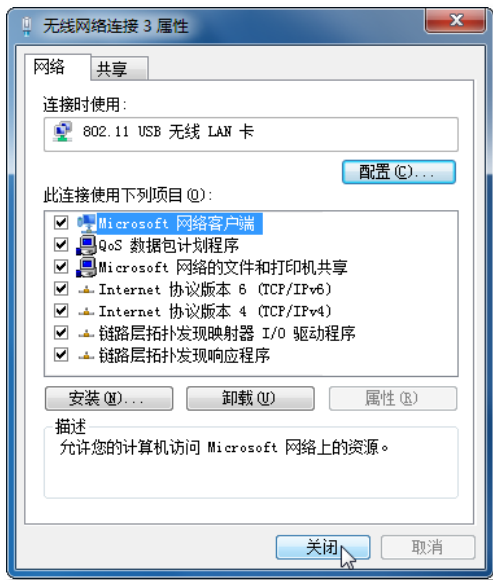 无线网络连接 3 属性
网络 共享
连接时使用:
802.11 USB 无线 LAN 卡
配置(C)...
此连接使用下列项目(O):
Microsoft 网络客户端
QoS 数据包计划程序
Microsoft 网络的文件和打印机共享
Internet 协议版本 6 (TCP/IPv6)
Internet 协议版本 4 (TCP/IPv4)
链路层拓扑发现映射器 I/O 驱动程序
链路层拓扑发现响应程序
安装(N)... 卸载(U) 属性(R)
描述
允许您的计算机访问 Microsoft 网络上的资源。
关闭 取消